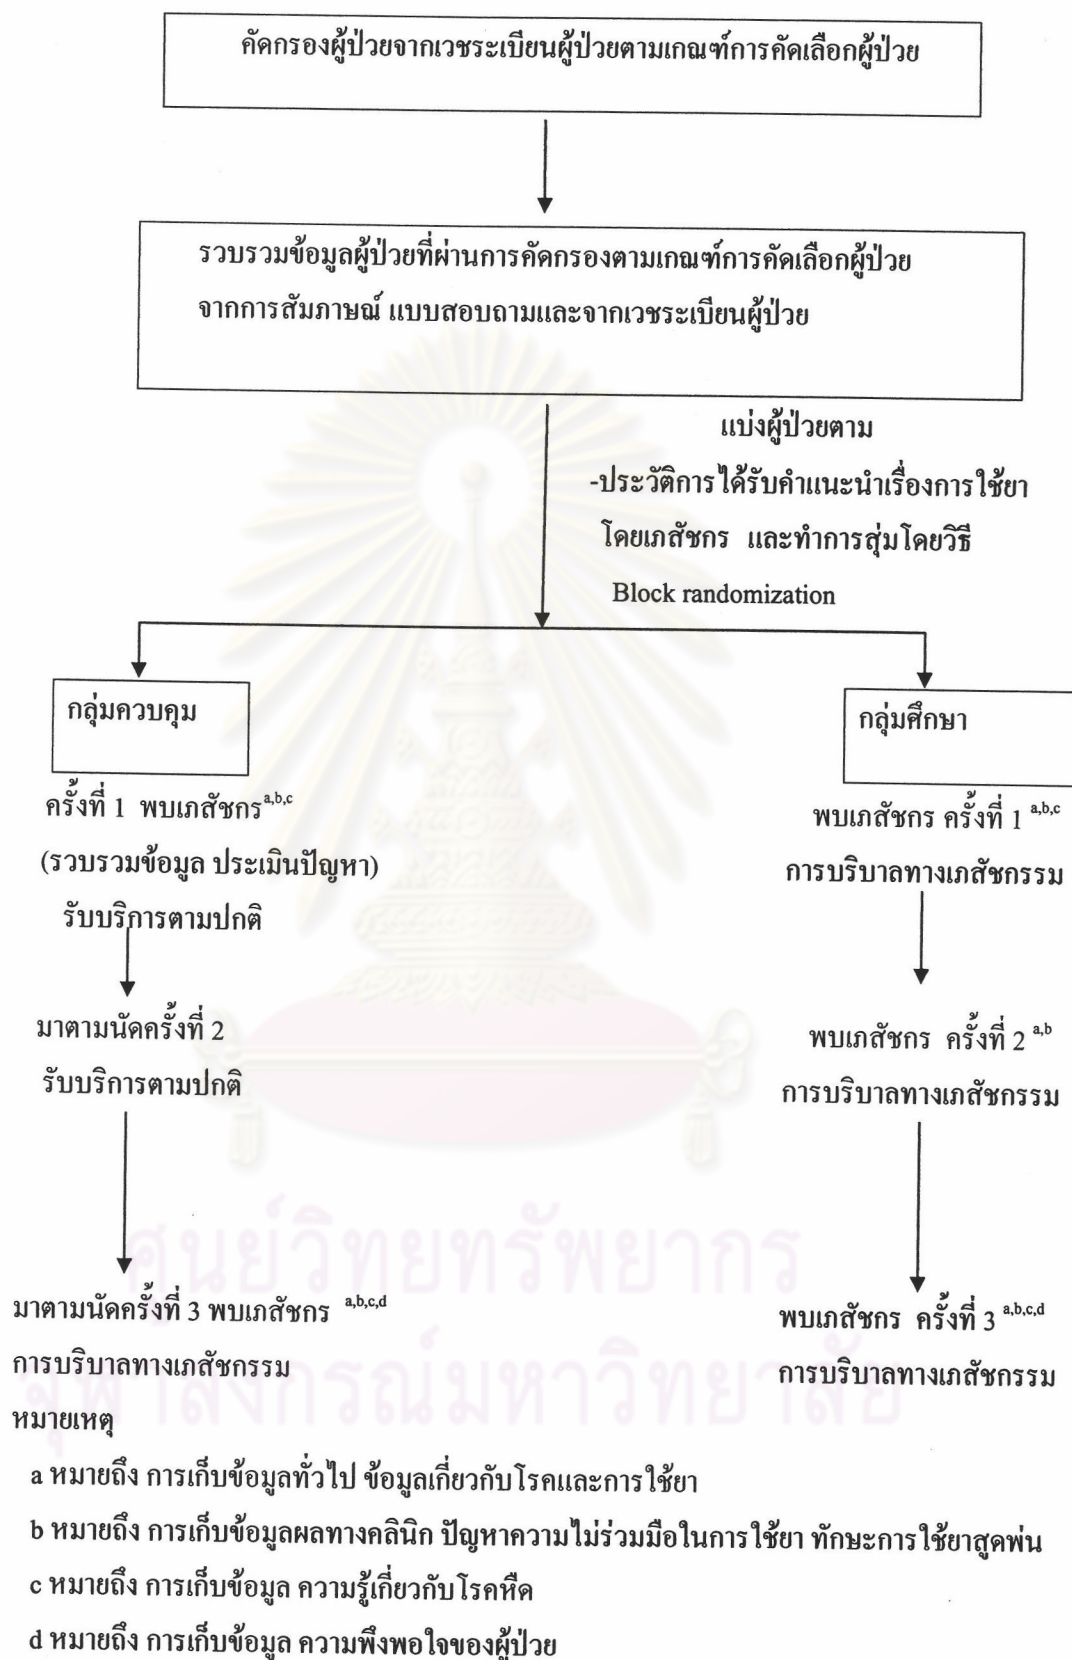 คัดกรองผู้ป่วยจากเวชระเบียนผู้ป่วยตามเกณฑ์การคัดเลือกผู้ป่วย
รวบรวมข้อมูลผู้ป่วยที่ผ่านการคัดกรองตามเกณฑ์การคัดเลือกผู้ป่วย
จากการสัมภาษณ์ แบบสอบถามและจากเวชระเบียนผู้ป่วย
แบ่งผู้ป่วยตาม
-ประวัติการได้รับคำแนะนำเรื่องการใช้ยา
โดยเภสัชกร และทำการสุ่มโดยวิธี
Block randomization
กลุ่มควบคุม
ครั้งที่ 1 พบเภสัชกร a,b,c
(รวบรวมข้อมูล ประเมินปัญหา)
รับบริการตามปกติ
มาตามนัดครั้งที่ 2
รับบริการตามปกติ
มาตามนัดครั้งที่ 3 พบเภสัชกร a,b,c,d
การบริบาลทางเภสัชกรรม
กลุ่มศึกษา
พบเภสัชกร ครั้งที่ 1 a,b,c
การบริบาลทางเภสัชกรรม
พบเภสัชกร ครั้งที่ 2 a,b
การบริบาลทางเภสัชกรรม
พบเภสัชกร ครั้งที่ 3 a,b,c,d
การบริบาลทางเภสัชกรรม
หมายเหตุ
a หมายถึง การเก็บข้อมูลทั่วไป ข้อมูลเกี่ยวกับโรคและการใช้ยา
b หมายถึง การเก็บข้อมูลผลทางคลินิก ปัญหาความไม่ร่วมมือในการใช้ยา ทักษะการใช้ยาสูดพ่น
c หมายถึง การเก็บข้อมูล ความรู้เกี่ยวกับโรคหืด
d หมายถึง การเก็บข้อมูล ความพึงพอใจของผู้ป่วย
ศูนย์วิทยทรัพยากร
จุฬาลงกรณ์มหาวิทยาลัย